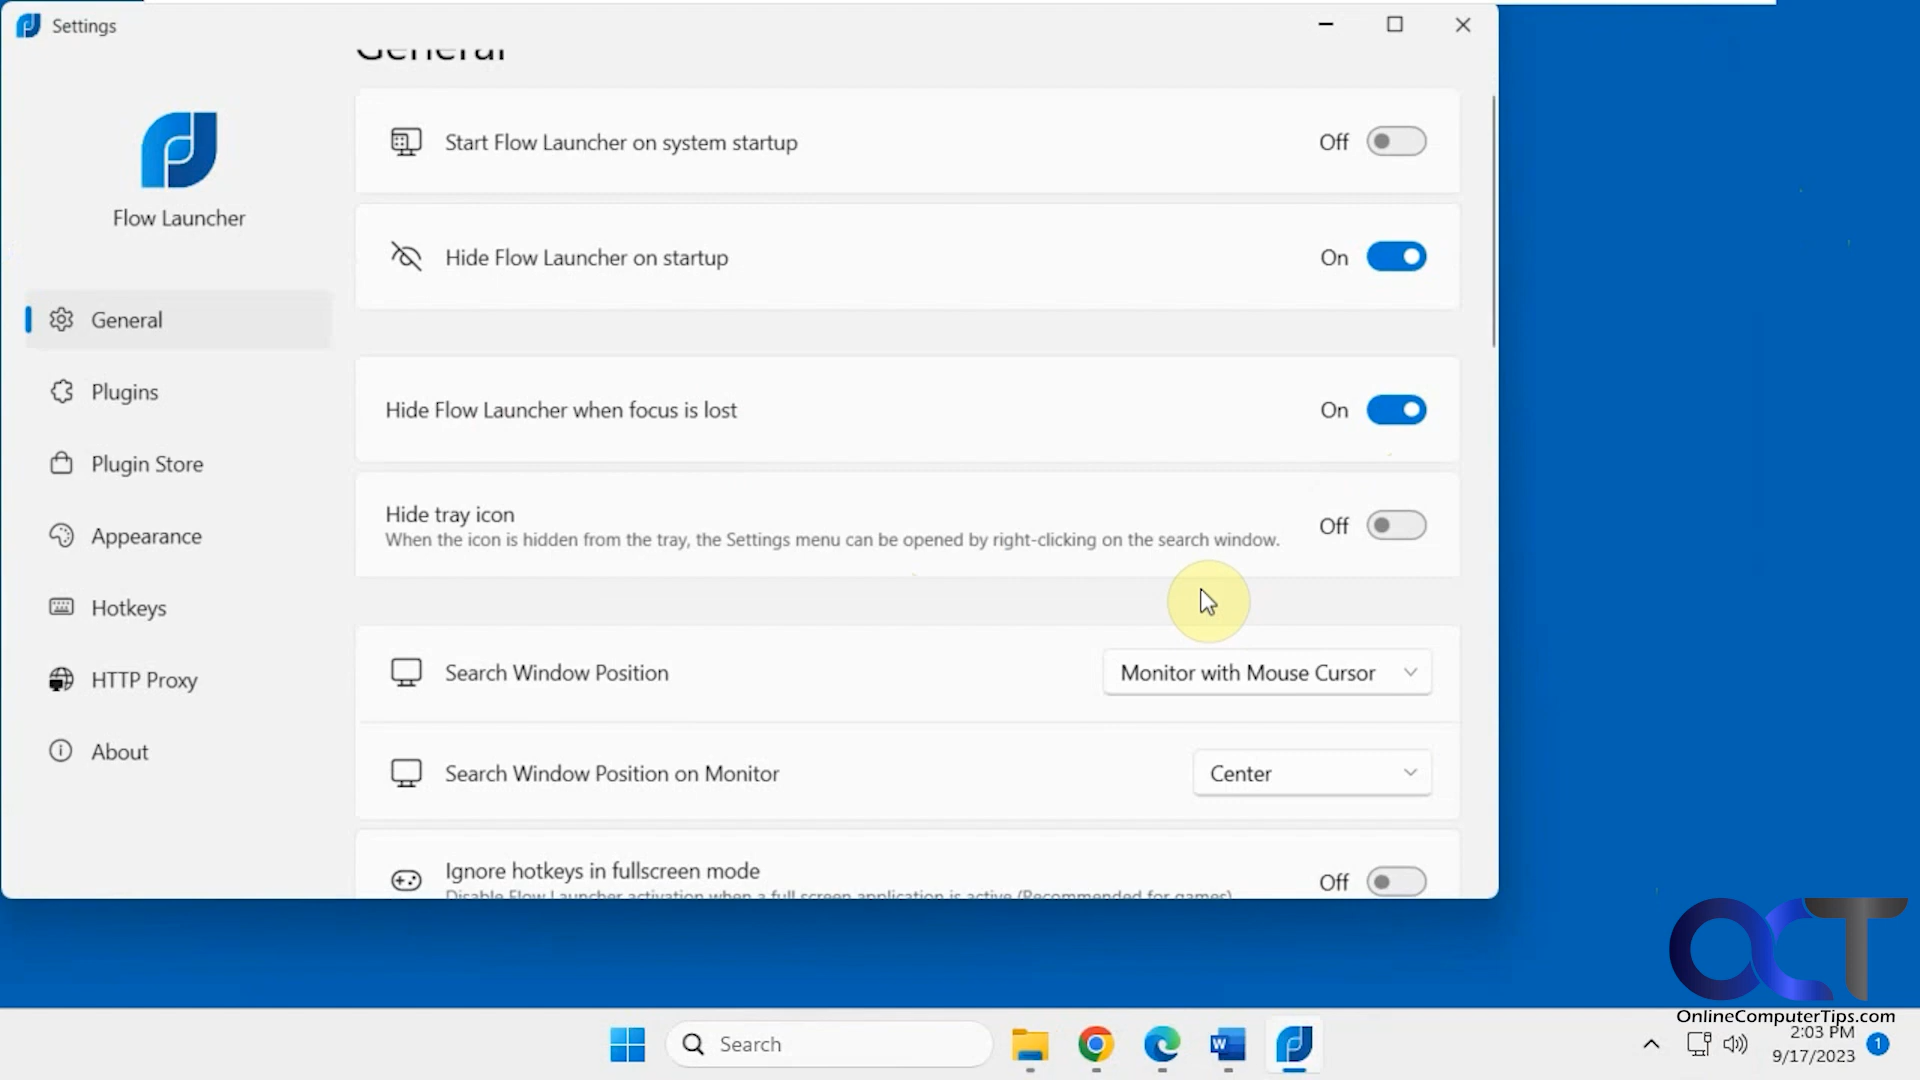 Settings
General
Flow Launcher
General
Plugins
Plugin Store
Appearance
Hotkeys
HTTP Proxy
About
Start Flow Launcher on system startup
Off
Hide Flow Launcher on startup
On
Hide Flow Launcher when focus is lost
On
Hide tray icon
When the icon is hidden from the tray, the Settings menu can be opened by right-clicking on the search window.
Off
Search Window Position
Monitor with Mouse Cursor
Search Window Position on Monitor
Center
Ignore hotkeys in fullscreen mode
Disable Flow Launcher activation when a full screen application is active (Recommended for games)
Off
OCT
OnlineComputerTips.com
Search
W
2:03 PM
9/17/2023
1